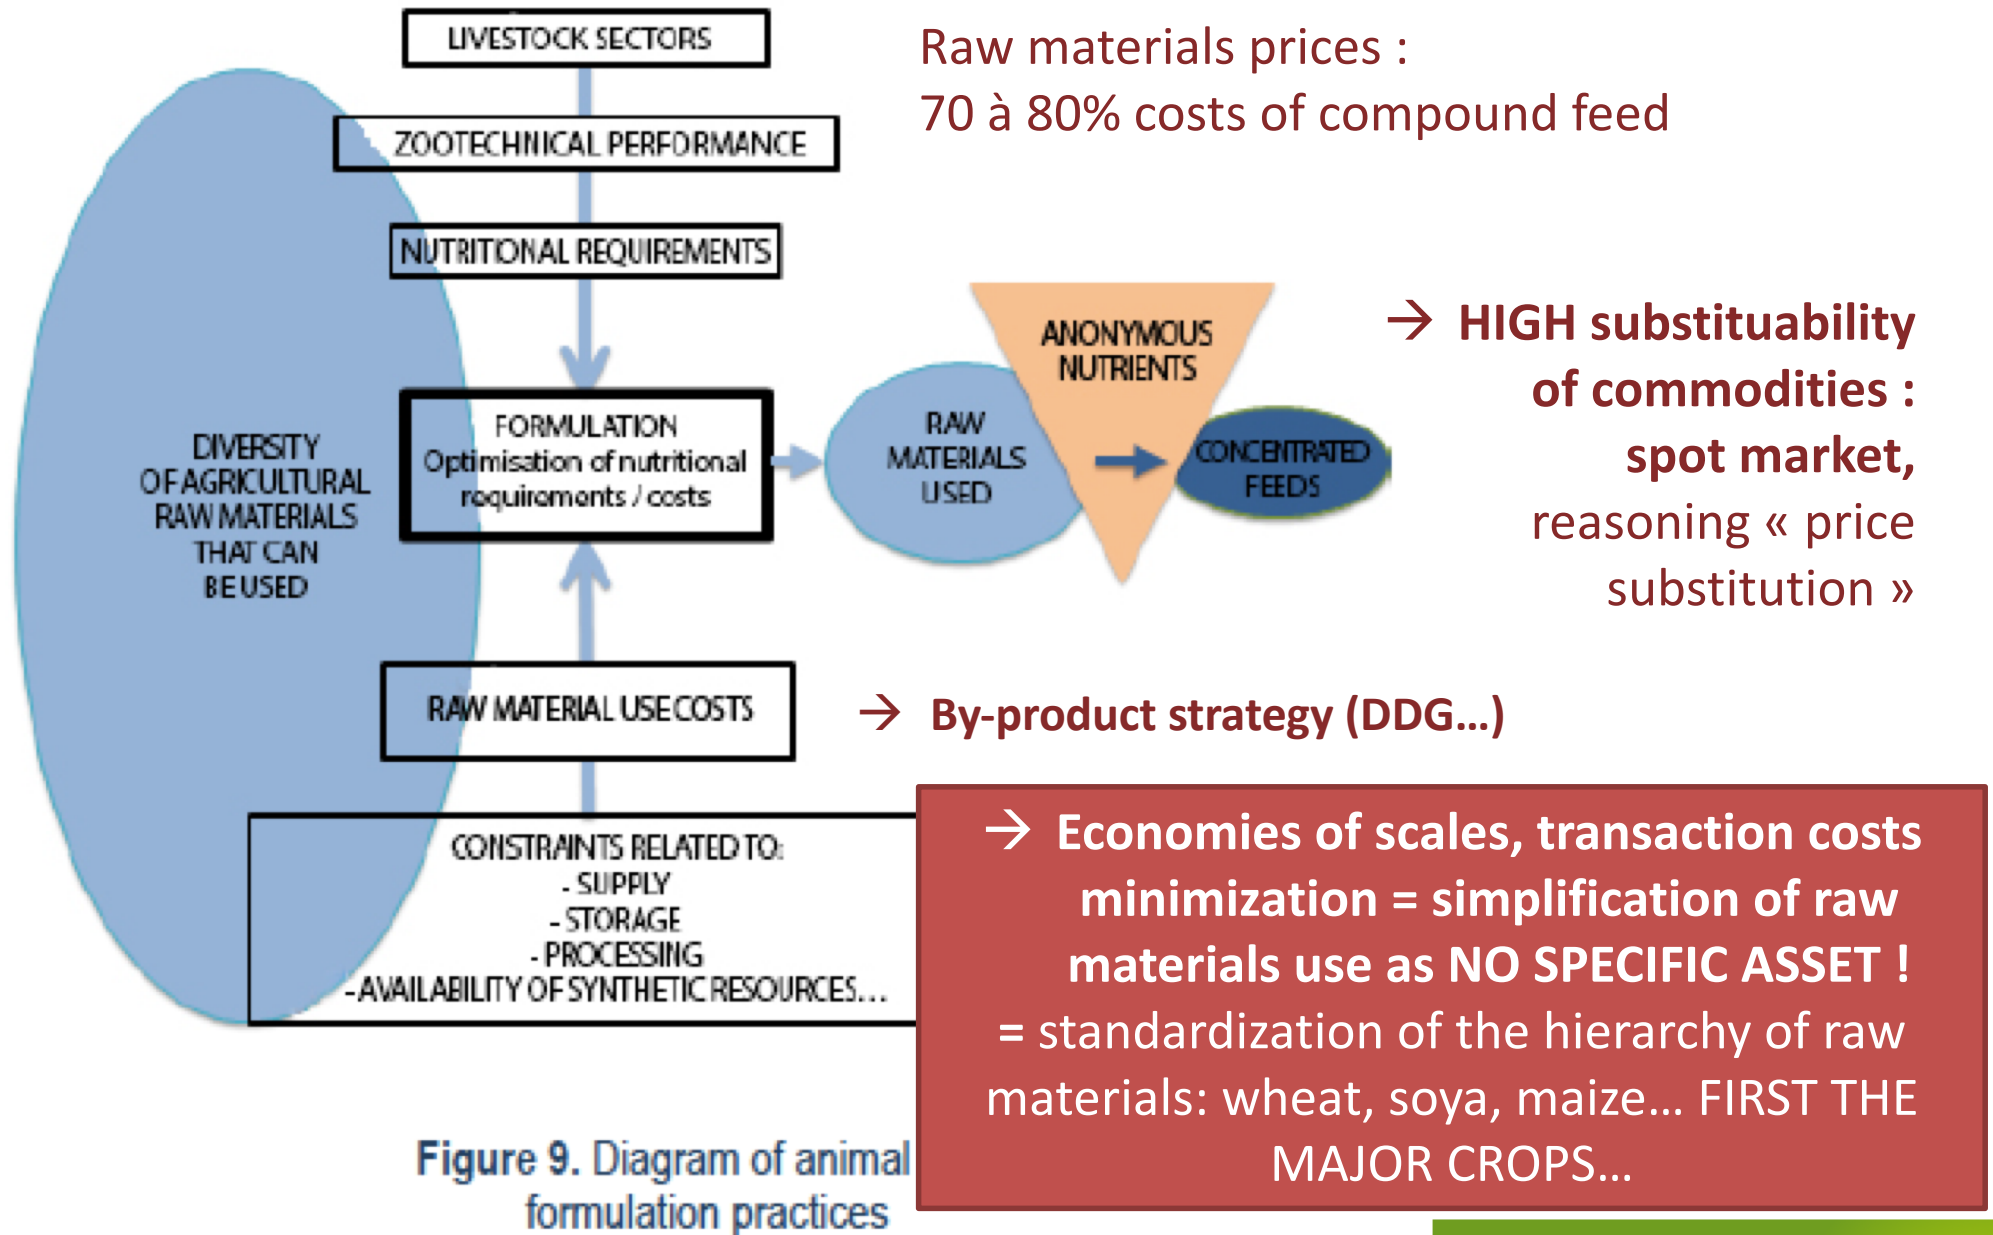 LIVESTOCK SECTORS
ZOOTECHNICAL PERFORMANCE
NUTRITIONAL REQUIREMENTS
Raw materials prices :
70 à 80% costs of compound feed
DIVERSITY
OF AGRICULTURAL
RAW MATERIALS
THAT CAN
BE USED
FORMULATION
Optimisation of nutritional
requirements / costs
RAW
MATERIALS
USED
ANONYMOUS
NUTRIENTS
CONCENTRATED
FEEDS
→ HIGH substituability
of commodities :
spot market,
reasoning « price
substitution »
RAW MATERIAL USE COSTS
→ By-product strategy (DDG…)
CONSTRAINTS RELATED TO:
- SUPPLY
- STORAGE
- PROCESSING
- AVAILABILITY OF SYNTHETIC RESOURCES…
→ Economies of scales, transaction costs
minimization = simplification of raw
materials use as NO SPECIFIC ASSET !
= standardization of the hierarchy of raw
materials: wheat, soya, maize… FIRST THE
MAJOR CROPS…
Figure 9. Diagram of animal
formulation practices